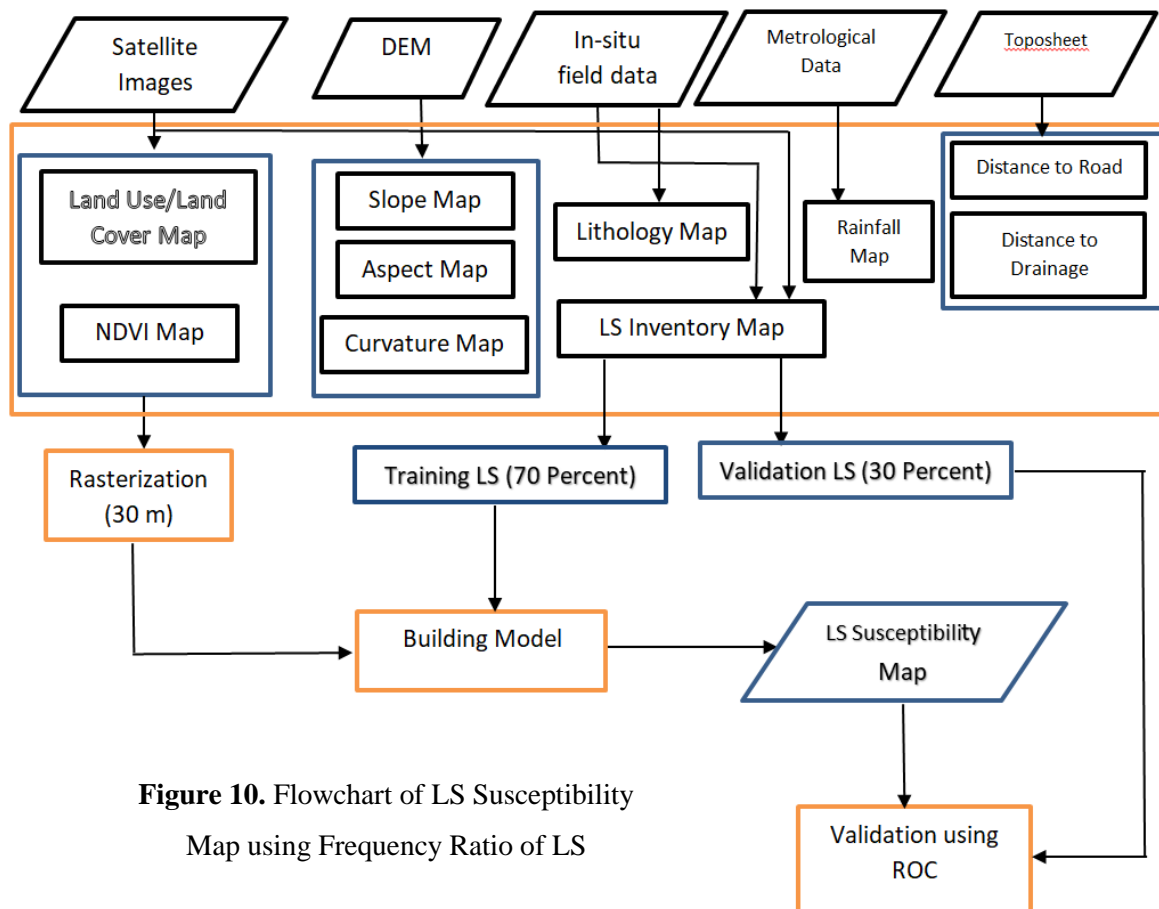 Satellite
Images
DEM
In-situ
field data
Metrological
Data
Toposheet
Land Use/Land
Cover Map
NDVI Map
Slope Map
Aspect Map
Curvature Map
Lithology Map
LS Inventory Map
Rainfall
Map
Distance to Road
Distance to
Drainage
Rasterization
(30 m)
Training LS (70 Percent)
Validation LS (30 Percent)
Building Model
LS Susceptibility
Map
Validation using
ROC
Figure 10. Flowchart of LS Susceptibility
Map using Frequency Ratio of LS